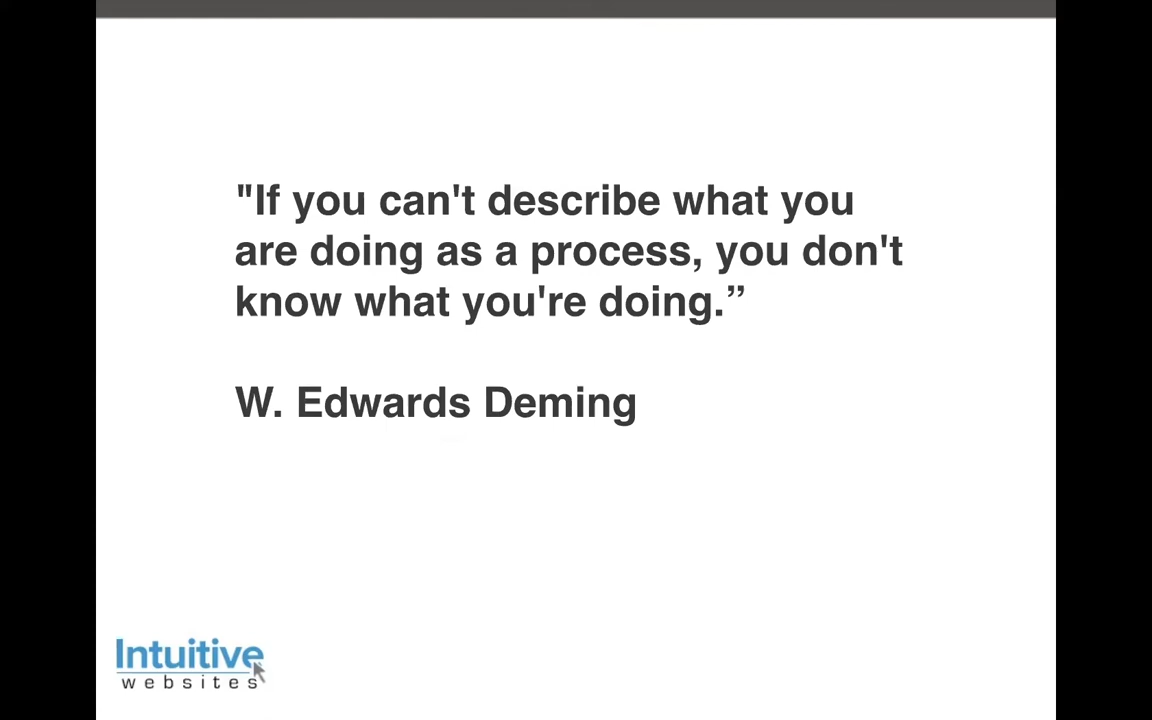 "If you can't describe what you
are doing as a process, you don't
know what you're doing.”
W. Edwards Deming
Intuitive
websites